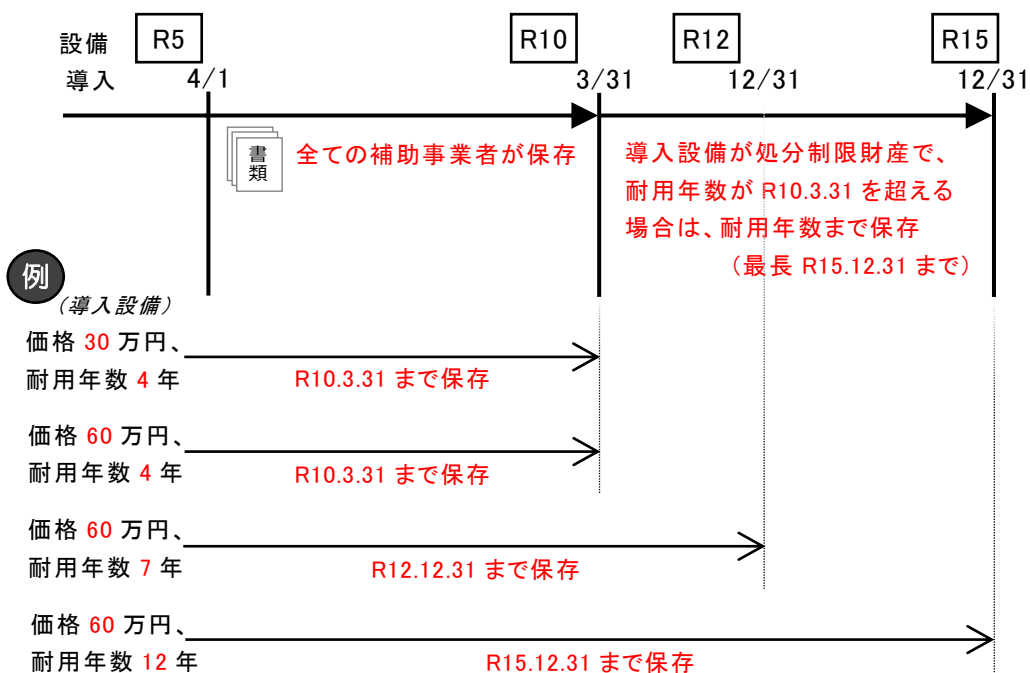 設備 R5 R10 R12 R15
導入 4/1 3/31 12/31 12/31
書類
全ての補助事業者が保存
導入設備が処分制限財産で、
耐用年数が R10.3.31 を超える
場合は、耐用年数まで保存
（最長 R15.12.31 まで）
例
（導入設備）
価格 30 万円、
耐用年数 4 年
R10.3.31 まで保存
価格 60 万円、
耐用年数 4 年
R10.3.31 まで保存
価格 60 万円、
耐用年数 7 年
R12.12.31 まで保存
価格 60 万円、
耐用年数 12 年
R15.12.31 まで保存